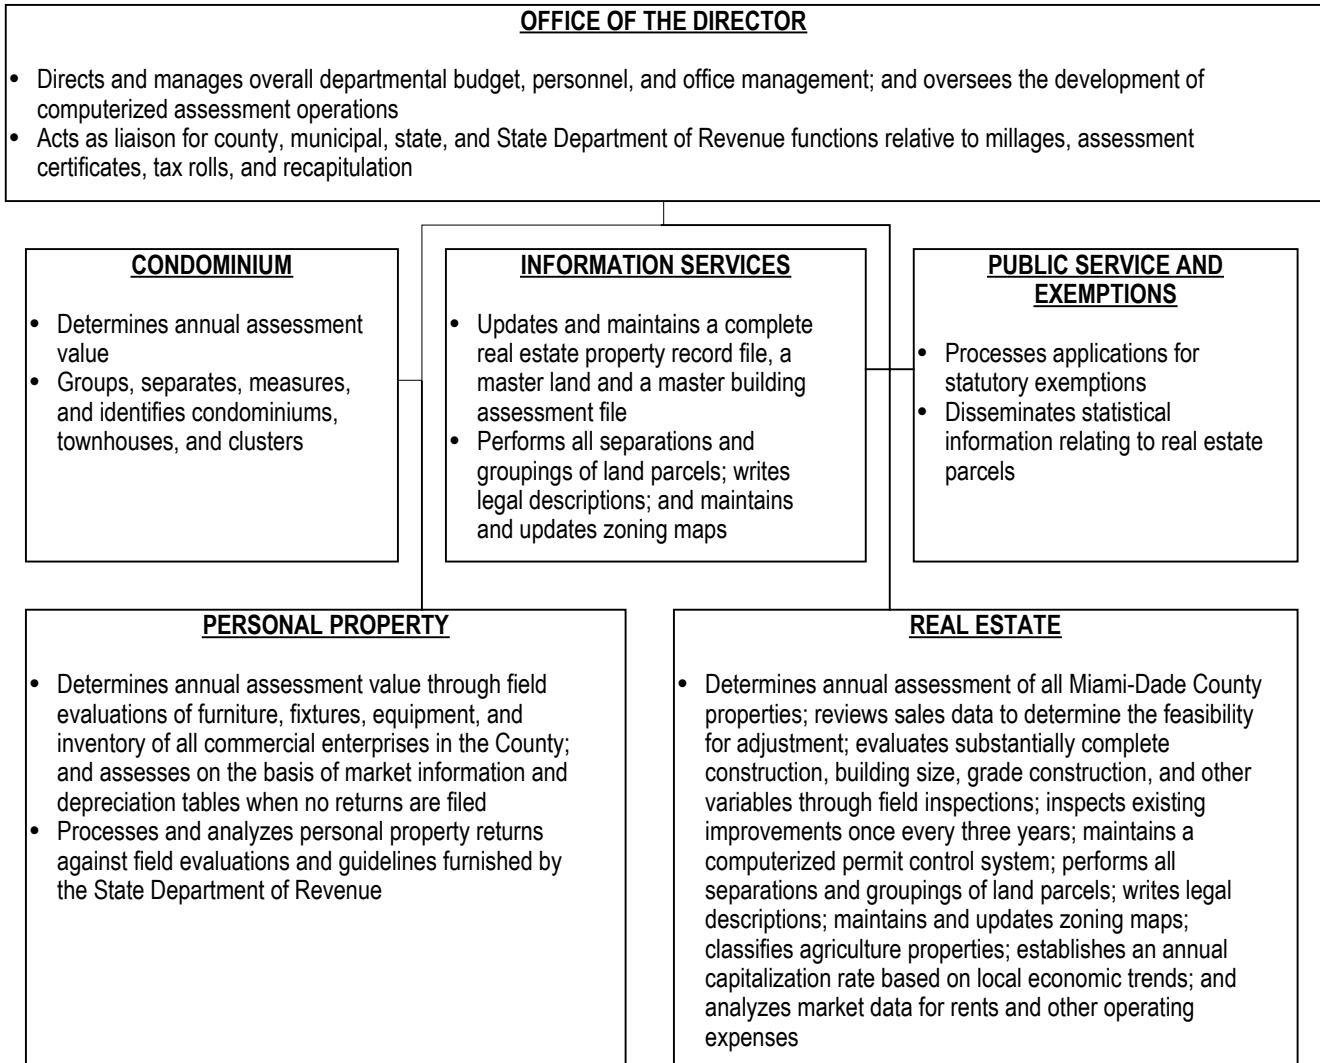 OFFICE OF THE DIRECTOR
• Directs and manages overall departmental budget, personnel, and office management; and oversees the development of
computerized assessment operations
• Acts as liaison for county, municipal, state, and State Department of Revenue functions relative to millages, assessment
certificates, tax rolls, and recapitulation
CONDOMINIUM
• Determines annual assessment
value
• Groups, separates, measures,
and identifies condominiums,
townhouses, and clusters
INFORMATION SERVICES
• Updates and maintains a complete
real estate property record file, a
master land and a master building
assessment file
• Performs all separations and
groupings of land parcels; writes
legal descriptions; and maintains
and updates zoning maps
PUBLIC SERVICE AND
EXEMPTIONS
• Processes applications for
statutory exemptions
• Disseminates statistical
information relating to real estate
parcels
PERSONAL PROPERTY
• Determines annual assessment value through field
evaluations of furniture, fixtures, equipment, and
inventory of all commercial enterprises in the County;
and assesses on the basis of market information and
depreciation tables when no returns are filed
• Processes and analyzes personal property returns
against field evaluations and guidelines furnished by
the State Department of Revenue
REAL ESTATE
• Determines annual assessment of all Miami-Dade County
properties; reviews sales data to determine the feasibility
for adjustment; evaluates substantially complete
construction, building size, grade construction, and other
variables through field inspections; inspects existing
improvements once every three years; maintains a
computerized permit control system; performs all
separations and groupings of land parcels; writes legal
descriptions; maintains and updates zoning maps;
classifies agriculture properties; establishes an annual
capitalization rate based on local economic trends; and
analyzes market data for rents and other operating
expenses